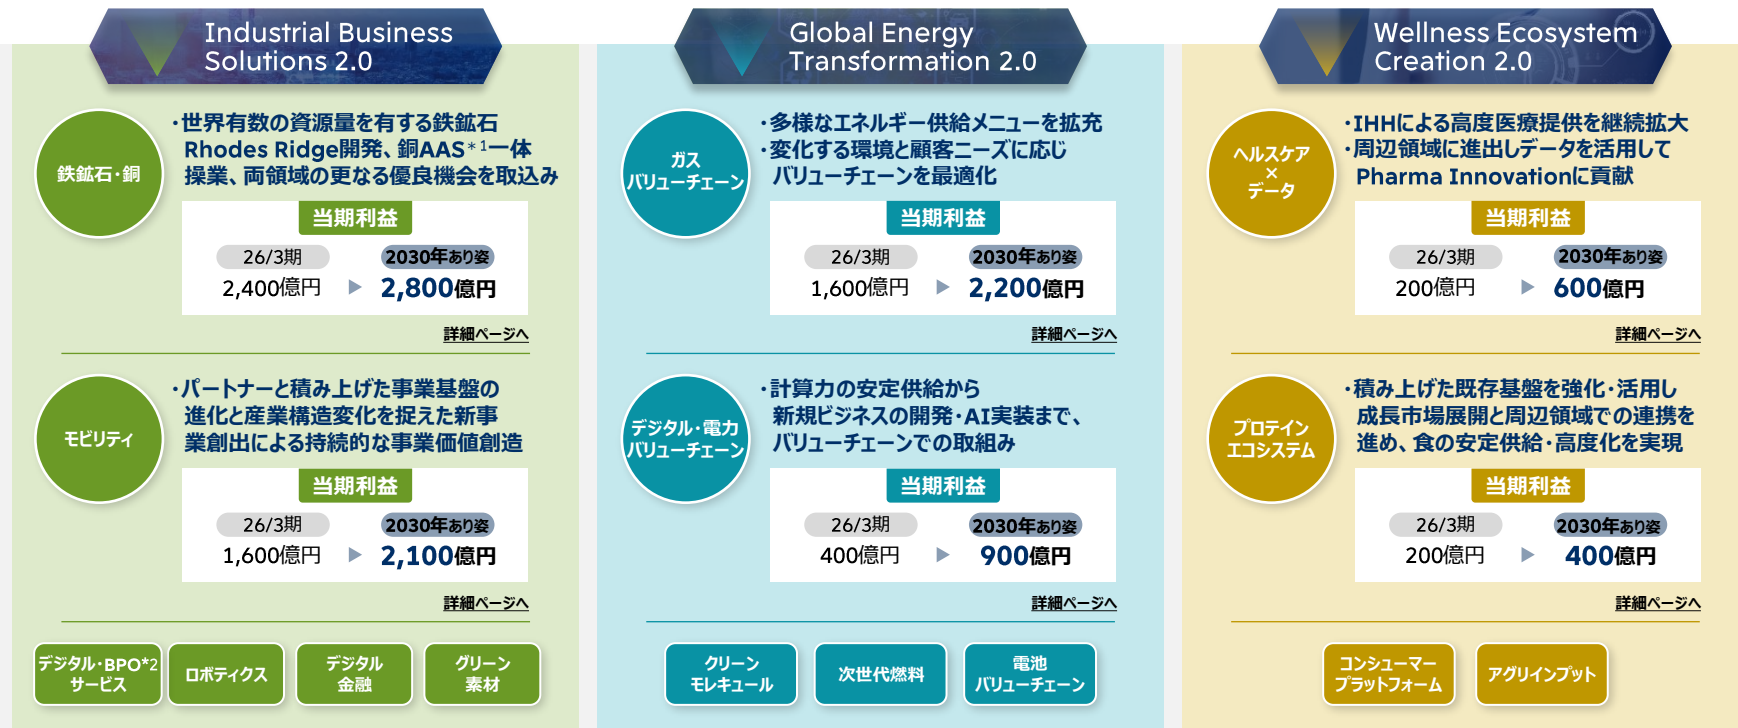 Industrial Business
Solutions 2.0
鉄鉱石・銅
・世界有数の資源量を有する鉄鉱石
Rhodes Ridge開発、銅AAS＊1一体
操業、両領域の更なる優良機会を取込み
当期利益
26/3期
2030年あり姿
2,400億円
2,800億円
詳細ページへ
モビリティ
・パートナーと積み上げた事業基盤の
進化と産業構造変化を捉えた新事
業創出による持続的な事業価値創造
当期利益
26/3期
2030年あり姿
1,600億円
2,100億円
詳細ページへ
デジタル・BPO*2
サービス
ロボティクス
デジタル
金融
グリーン
素材
Global Energy
Transformation 2.0
ガス
バリューチェーン
・多様なエネルギー供給メニューを拡充
・変化する環境と顧客ニーズに応じ
バリューチェーンを最適化
当期利益
26/3期
2030年あり姿
1,600億円
2,200億円
詳細ページへ
デジタル・電力
バリューチェーン
・計算力の安定供給から
新規ビジネスの開発・AI実装まで、
バリューチェーンでの取組み
当期利益
26/3期
2030年あり姿
400億円
900億円
詳細ページへ
クリーン
モレキュール
次世代燃料
電池
バリューチェーン
Wellness Ecosystem
Creation 2.0
ヘルスケア
×
データ
・IHHによる高度医療提供を継続拡大
・周辺領域に進出しデータを活用して
Pharma Innovationに貢献
当期利益
26/3期
2030年あり姿
200億円
600億円
詳細ページへ
プロテイン
エコシステム
・積み上げた既存基盤を強化・活用し
成長市場展開と周辺領域での連携を
進め、食の安定供給・高度化を実現
当期利益
26/3期
2030年あり姿
200億円
400億円
詳細ページへ
コンシューマー
プラットフォーム
アグリインプット